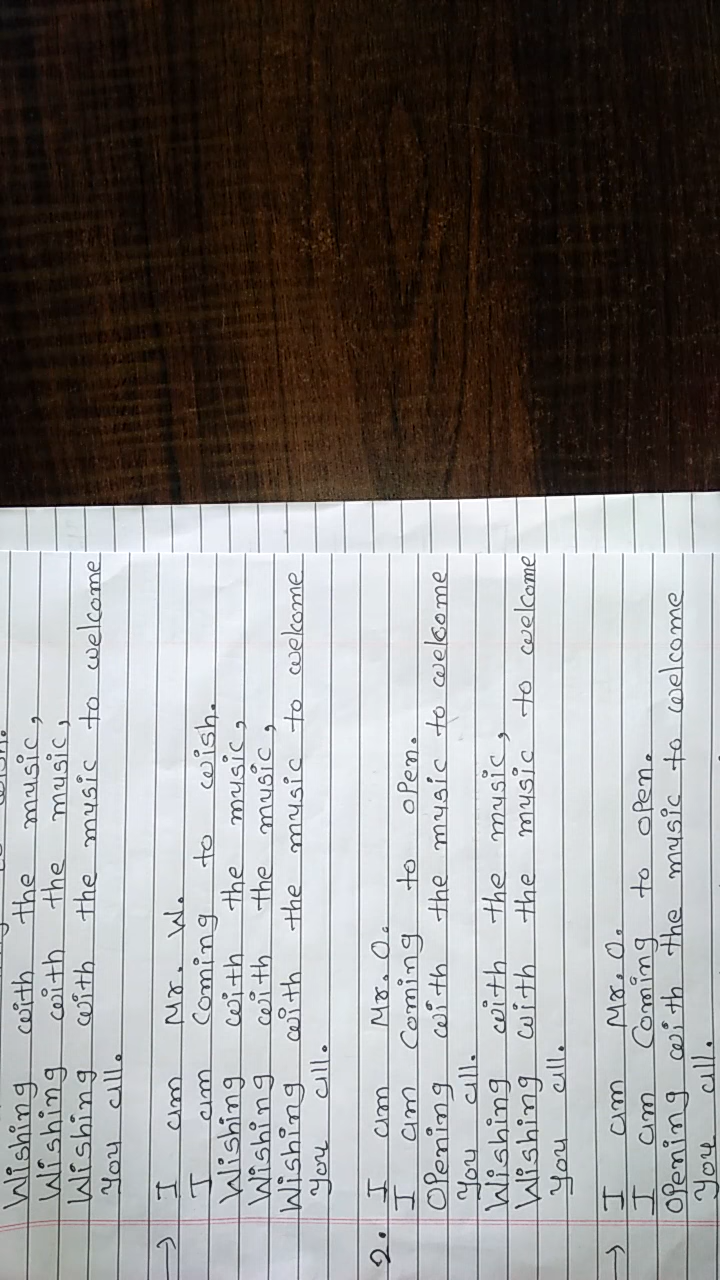 Wishing with the music,
Wishing with the music,
Wishing with the music to welcome
you all.
→ I am Mr. W.
I am Coming to wish.
Wishing with the music,
Wishing with the music,
Wishing with the music to welcome
you all.
2. I am Mr. O.
I am Coming to open.
Opening with the music to welcome
you all.
Wishing with the music,
Wishing with the music to welcome
you all.
→ I am Mr. O.
I am Coming to open.
Opening with the music to welcome
you all.